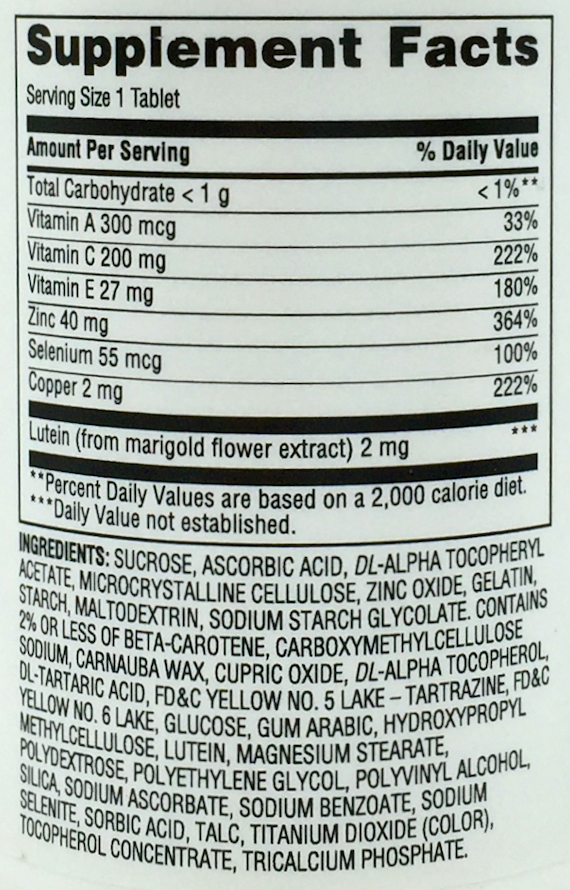 Supplement Facts
Serving Size 1 Tablet
Amount Per Serving % Daily Value
Total Carbohydrate < 1 g <1%**
Vitamin A 300 mcg 33%
Vitamin C 200 mg 222%
Vitamin E 27 mg 180%
Zinc 40 mg 364%
Selenium 55 mcg 100%
Copper 2 mg 222%
Lutein (from marigold flower extract) 2 mg ***
**Percent Daily Values are based on a 2,000 calorie diet.
***Daily Value not established.
INGREDIENTS: SUCROSE, ASCORBIC ACID, DL-ALPHA TOCOPHERYL
ACETATE, MICROCRYSTALLINE CELLULOSE, ZINC OXIDE, GELATIN,
STARCH, MALTODEXTRIN, SODIUM STARCH GLYCOLATE. CONTAINS
2% OR LESS OF BETA-CAROTENE, CARBOXYMETHYLCELLULOSE
SODIUM, CARNAUBA WAX, CUPRIC OXIDE, DL-ALPHA TOCOPHEROL,
DL-TARTARIC ACID, FD&C YELLOW NO. 5 LAKE – TARTRAZINE, FD&C
YELLOW NO. 6 LAKE, GLUCOSE, GUM ARABIC, HYDROXYPROPYL
METHYLCELLULOSE, LUTEIN, MAGNESIUM STEARATE,
POLYDEXTROSE, POLYETHYLENE GLYCOL, POLYVINYL ALCOHOL,
SILICA, SODIUM ASCORBATE, SODIUM BENZOATE, SODIUM
SELENITE, SORBIC ACID, TALC, TITANIUM DIOXIDE (COLOR),
TOCOPHEROL CONCENTRATE, TRICALCIUM PHOSPHATE.